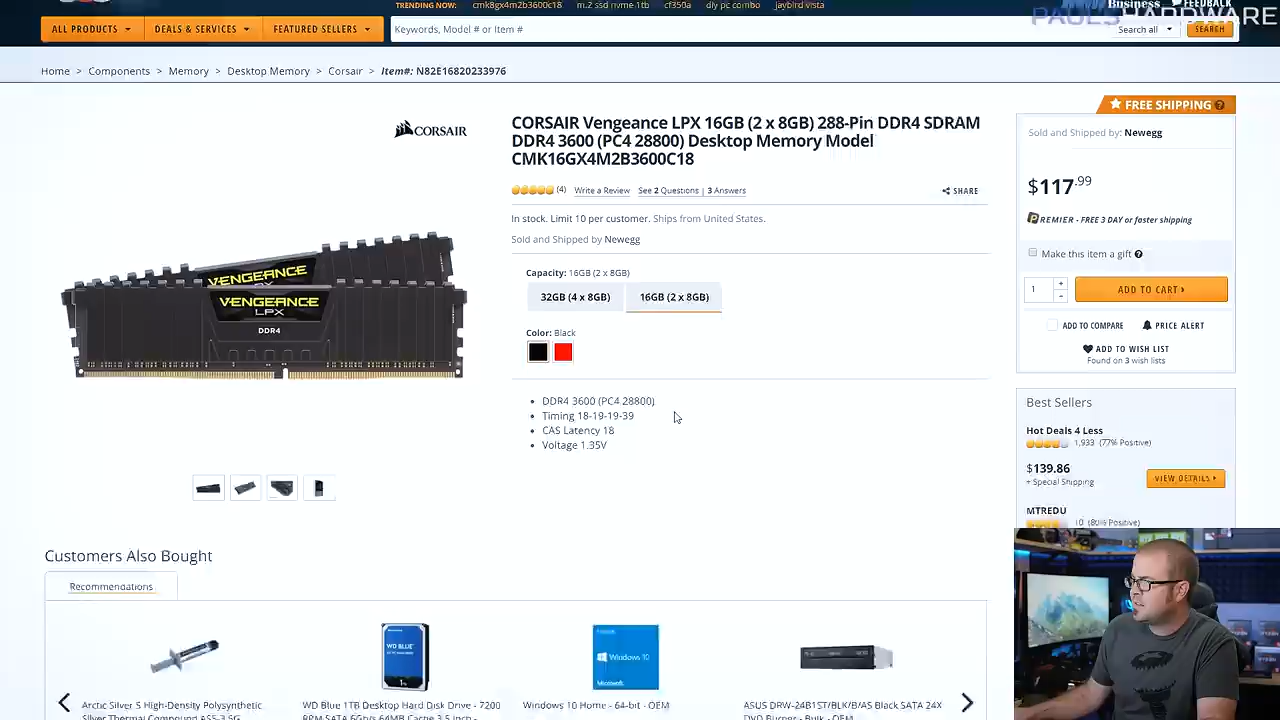 TRENDING NOW: cmk8gx4m2b3600c18 m.2 ssd nvme 1tb cf350a diy pc combo jaybird vista
Business FEEDBACK
PAULSHARDWARE
ALL PRODUCTS DEALS & SERVICES FEATURED SELLERS Keywords, Model # or Item # Search all SEARCH
Home > Components > Memory > Desktop Memory > Corsair > Item#: N82E16820233976
CORSAIR
CORSAIR Vengeance LPX 16GB (2 x 8GB) 288-Pin DDR4 SDRAM
DDR4 3600 (PC4 28800) Desktop Memory Model
CMK16GX4M2B3600C18
(4) Write a Review See 2 Questions | 3 Answers SHARE
In stock. Limit 10 per customer. Ships from United States.
Sold and Shipped by Newegg
Capacity: 16GB (2 x 8GB)
32GB (4 x 8GB) 16GB (2 x 8GB)
Color: Black
• DDR4 3600 (PC4 28800)
• Timing 18-19-19-39
• CAS Latency 18
• Voltage 1.35V
VENGEANCE
VENGEANCE
LPX
DDR4
FREE SHIPPING ?
Sold and Shipped by: Newegg
$117.99
PREMIER - FREE 3 DAY or faster shipping
Make this item a gift ?
1 + - ADD TO CART
ADD TO COMPARE PRICE ALERT
ADD TO WISH LIST
Found on 3 wish lists
Best Sellers
Hot Deals 4 Less
1,933 (77% Positive)
$139.86
+ Special Shipping
VIEW DETAILS
MTREDU
10 (80% Positive)
Customers Also Bought
Recommendations
WD BLUE
Windows 10
Microsoft
Arctic Silver 5 High-Density Polysynthetic
Silver Thermal Compound AS5-3.5G
WD Blue 1TB Desktop Hard Disk Drive - 7200
RPM SATA 6Gb/s 64MB Cache 3.5 Inch -
Windows 10 Home - 64-bit - OEM
ASUS DRW-24B1ST/BLK/B/AS Black SATA 24X
DVD Burner - Bulk - OEM